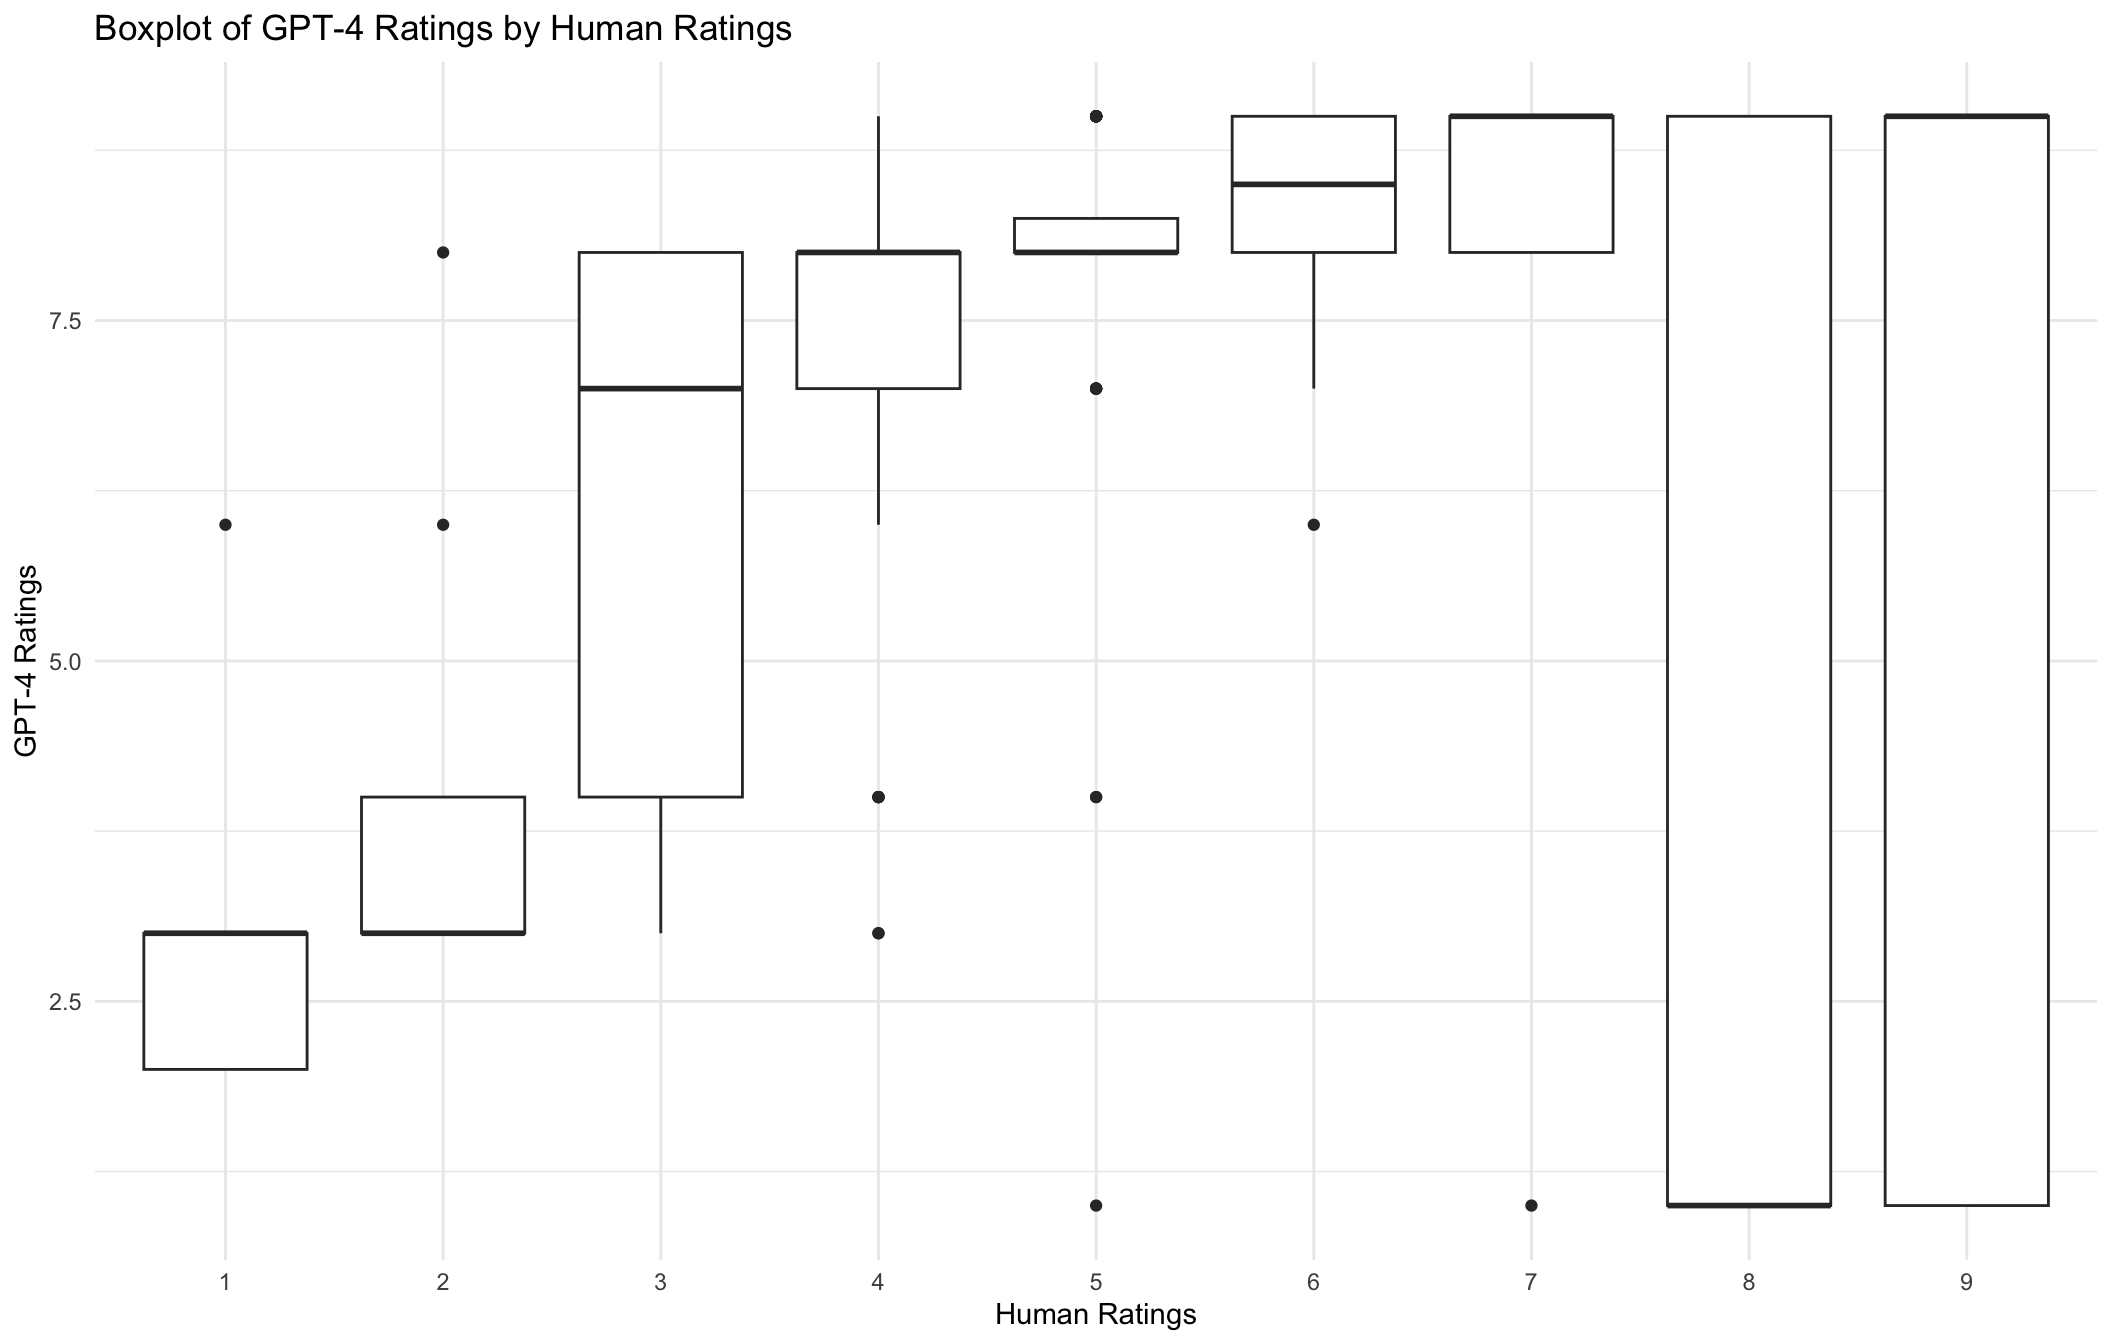 Boxplot of GPT-4 Ratings by Human Ratings
GPT-4 Ratings
7.5
5.0
2.5
1 2 3 4 5 6 7 8 9
Human Ratings